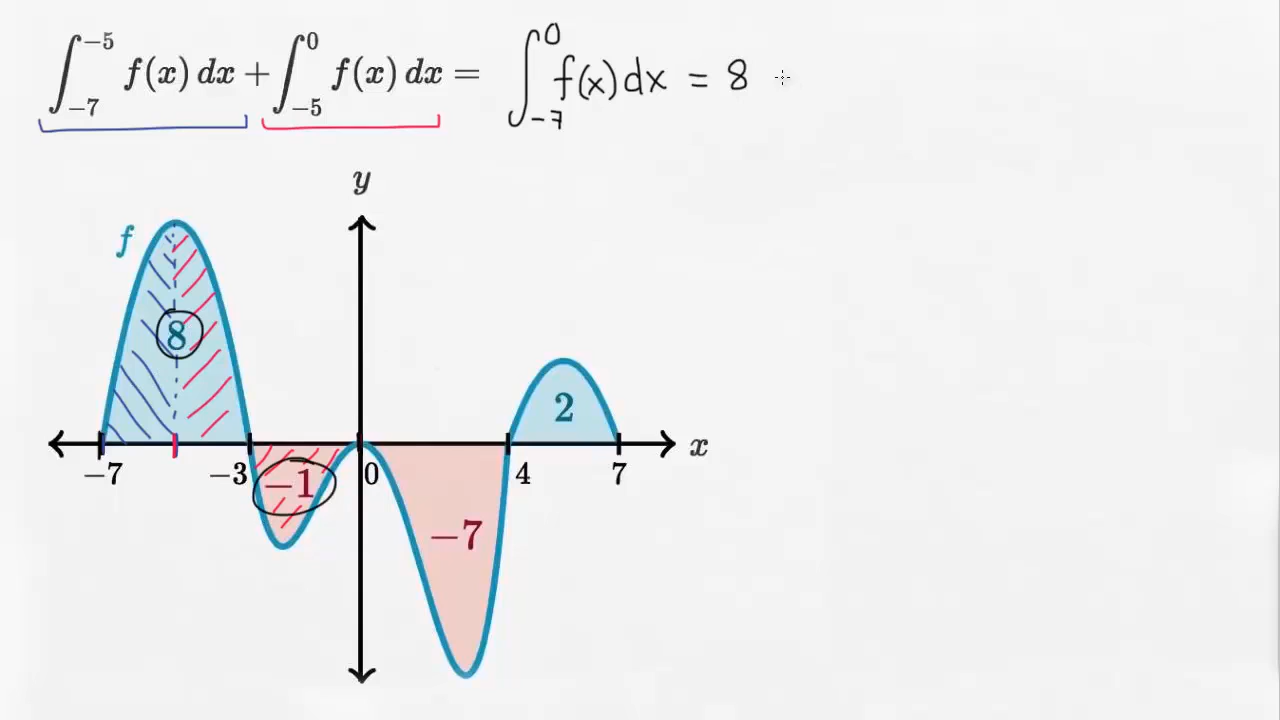 ∫_{-7}^{-5} f(x) dx + ∫_{-5}^{0} f(x) dx = ∫_{-7}^{0} f(x) dx = 8
y
f
8
2
−7 −3 0 4 7 x
−1
−7